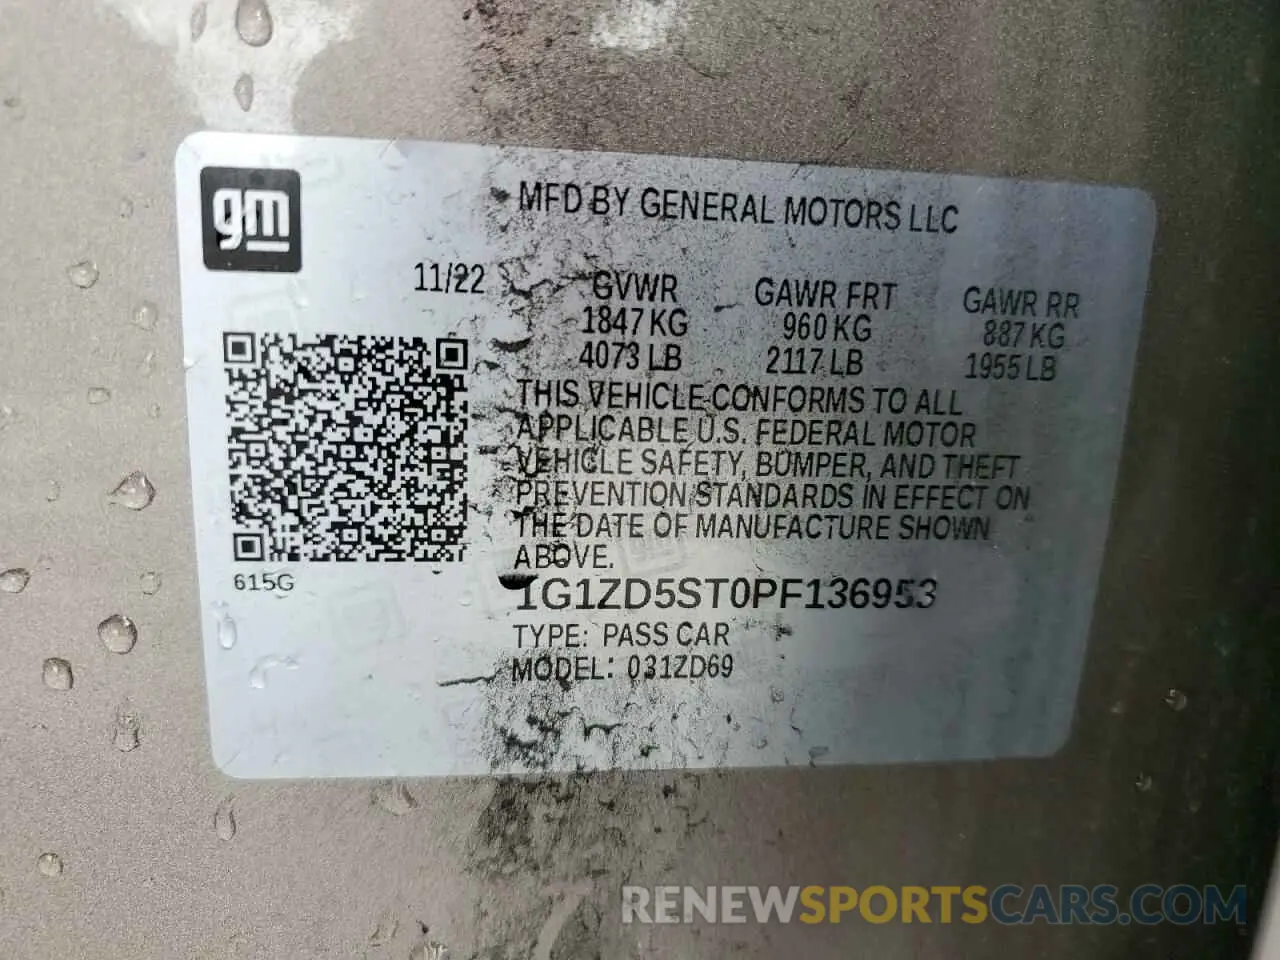 gm
MFD BY GENERAL MOTORS LLC
11/22
GVWR GAWR FRT GAWR RR
1847 KG 960 KG 887 KG
4073 LB 2117 LB 1955 LB
THIS VEHICLE CONFORMS TO ALL
APPLICABLE U.S. FEDERAL MOTOR
VEHICLE SAFETY, BUMPER, AND THEFT
PREVENTION STANDARDS IN EFFECT ON
THE DATE OF MANUFACTURE SHOWN
ABOVE.
615G
1G1ZD5ST0PF136953
TYPE: PASS CAR
MODEL: 031ZD69
RENEWSPORTSCARS.COM